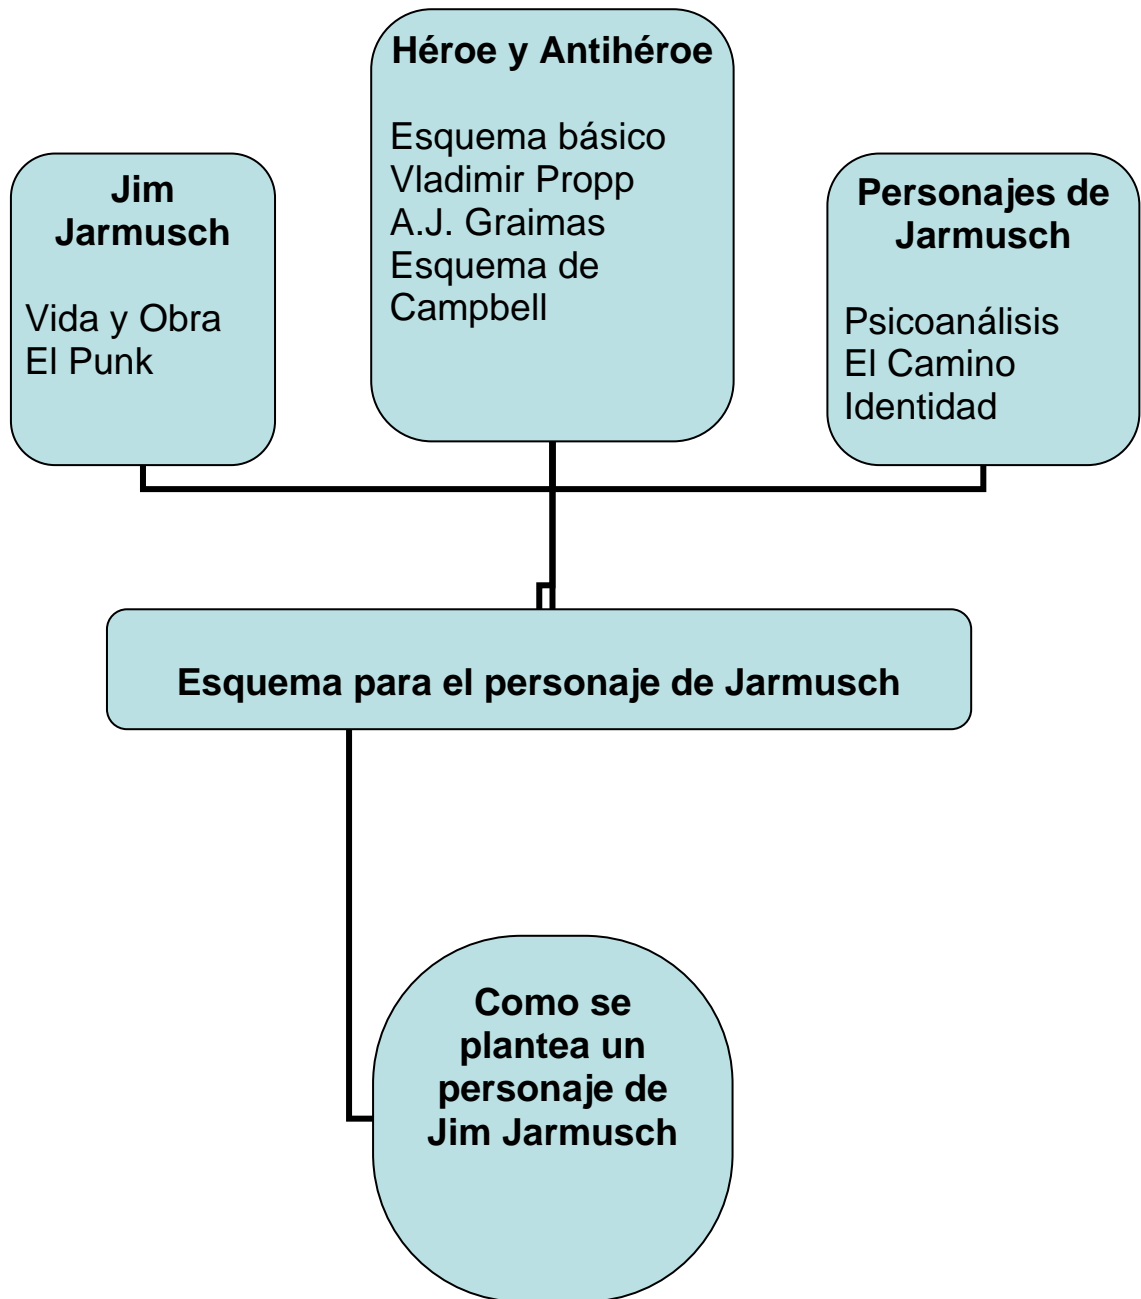 Jim
Jarmusch
Vida y Obra
El Punk
Héroe y Antihéroe
Esquema básico
Vladimir Propp
A.J. Graimas
Esquema de
Campbell
Personajes de
Jarmusch
Psicoanálisis
El Camino
Identidad
Esquema para el personaje de Jarmusch
Como se
plantea un
personaje de
Jim Jarmusch